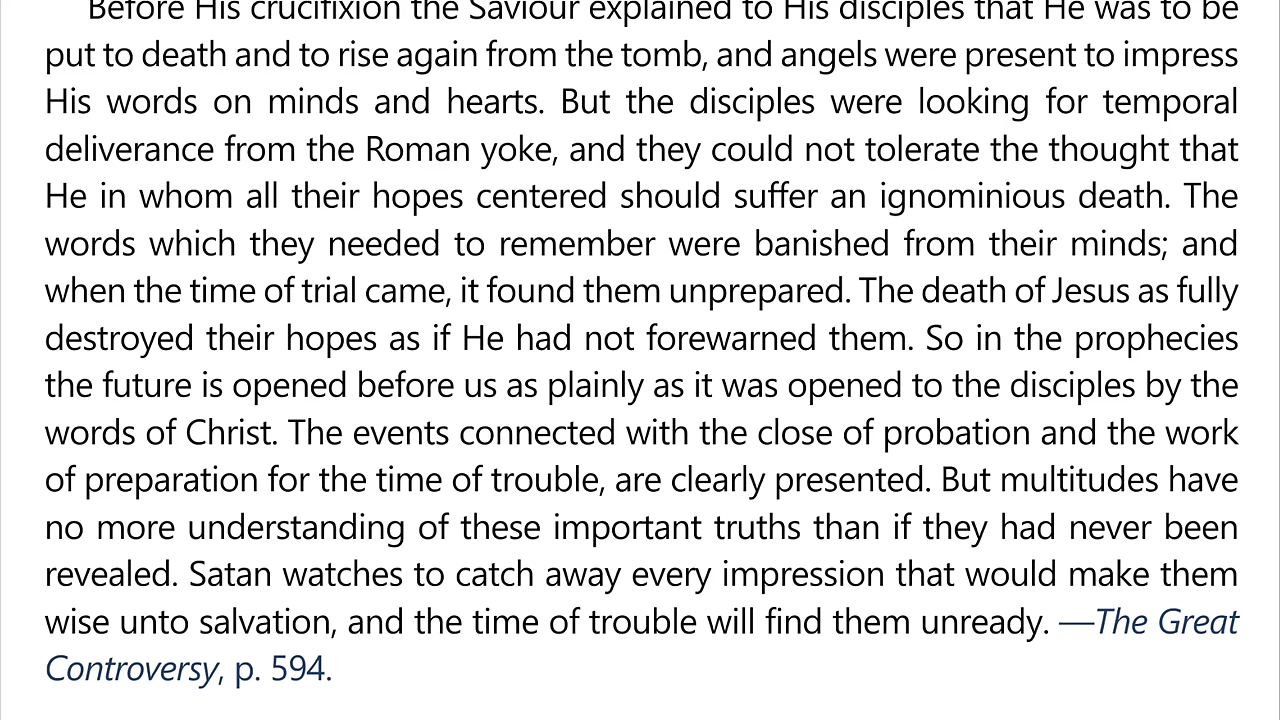 Before His crucifixion the Saviour explained to His disciples that He was to be
put to death and to rise again from the tomb, and angels were present to impress
His words on minds and hearts. But the disciples were looking for temporal
deliverance from the Roman yoke, and they could not tolerate the thought that
He in whom all their hopes centered should suffer an ignominious death. The
words which they needed to remember were banished from their minds; and
when the time of trial came, it found them unprepared. The death of Jesus as fully
destroyed their hopes as if He had not forewarned them. So in the prophecies
the future is opened before us as plainly as it was opened to the disciples by the
words of Christ. The events connected with the close of probation and the work
of preparation for the time of trouble, are clearly presented. But multitudes have
no more understanding of these important truths than if they had never been
revealed. Satan watches to catch away every impression that would make them
wise unto salvation, and the time of trouble will find them unready. —The Great
Controversy, p. 594.